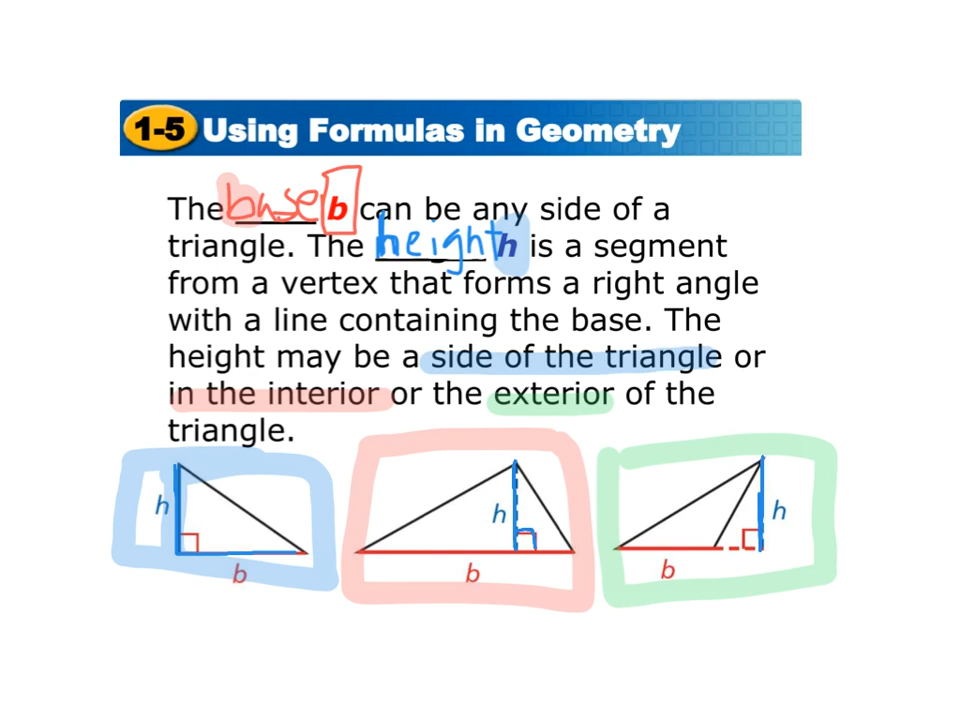 1-5 Using Formulas in Geometry
The base b can be any side of a
triangle. The height h is a segment
from a vertex that forms a right angle
with a line containing the base. The
height may be a side of the triangle or
in the interior or the exterior of the
triangle.
h h h
b b b